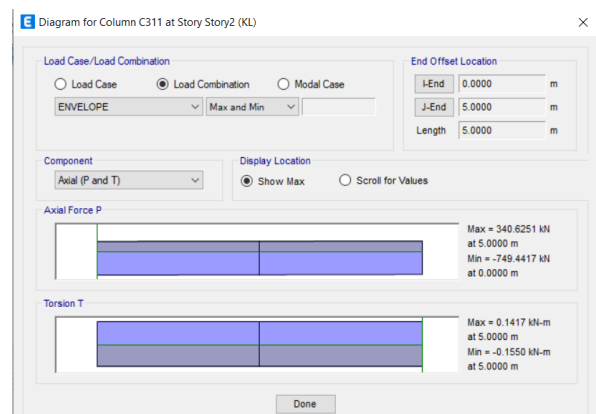 E Diagram for Column C311 at Story Story2 (KL)
Load Case/Load Combination
Load Case Load Combination Modal Case
ENVELOPE Max and Min
End Offset Location
I-End 0.0000 m
J-End 5.0000 m
Length 5.0000 m
Component
Axial (P and T)
Display Location
Show Max Scroll for Values
Axial Force P
Max = 340.6251 kN
at 5.0000 m
Min = -749.4417 kN
at 0.0000 m
Torsion T
Max = 0.1417 kN-m
at 5.0000 m
Min = -0.1550 kN-m
at 5.0000 m
Done